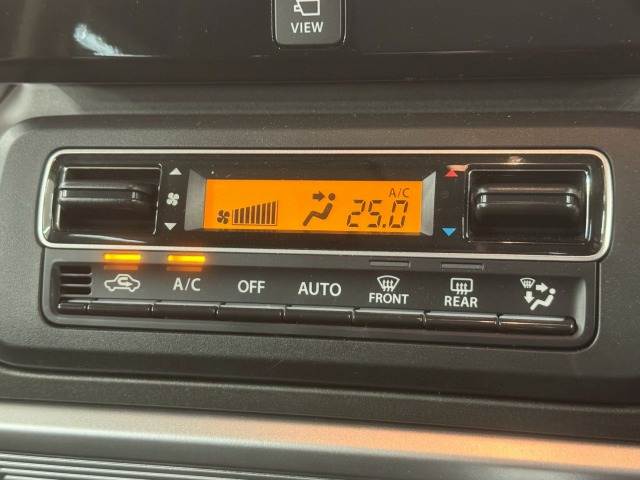 VIEW
A/C
25.0
A/C OFF AUTO FRONT REAR